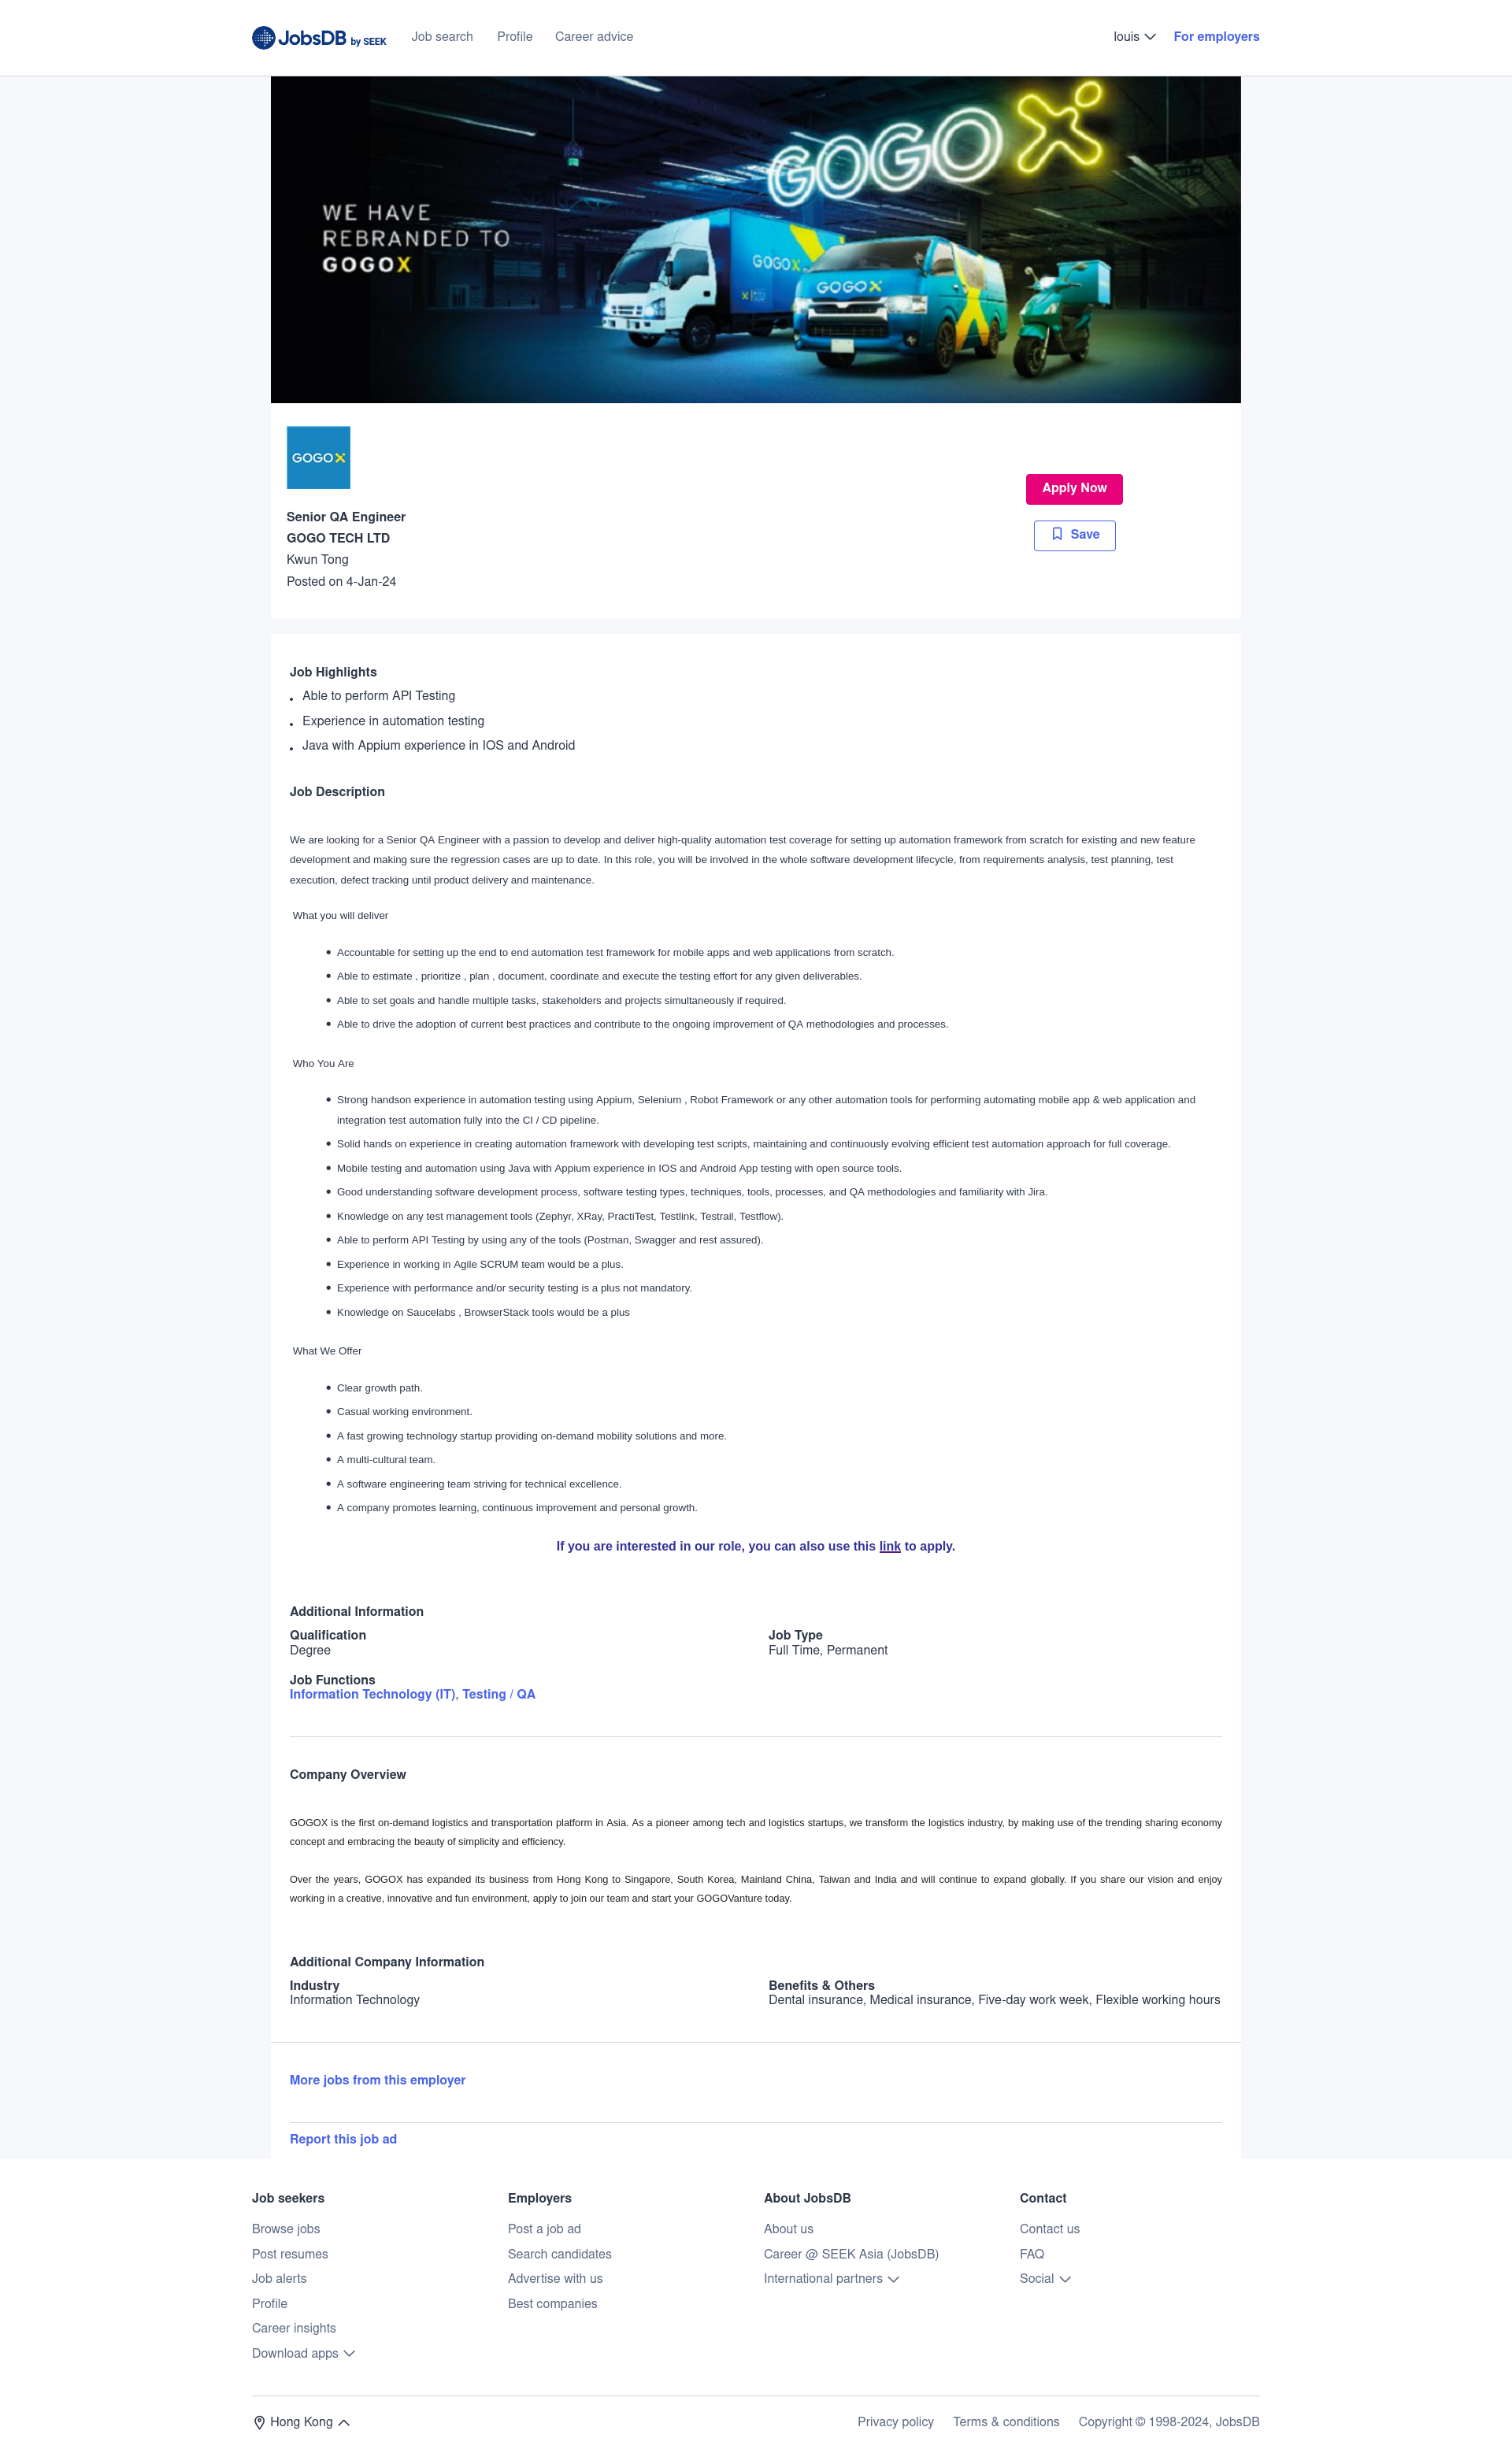 JobsDB by SEEK Job search Profile Career advice louis For employers
GOGOX
WE HAVE
REBRANDED TO
GOGOX
GOGOX
GOGOX
GOGOX
Apply Now
Save
Senior QA Engineer
GOGO TECH LTD
Kwun Tong
Posted on 4-Jan-24
Job Highlights
Able to perform API Testing
Experience in automation testing
Java with Appium experience in IOS and Android
Job Description
We are looking for a Senior QA Engineer with a passion to develop and deliver high-quality automation test coverage for setting up automation framework from scratch for existing and new feature
development and making sure the regression cases are up to date. In this role, you will be involved in the whole software development lifecycle, from requirements analysis, test planning, test
execution, defect tracking until product delivery and maintenance.
What you will deliver
Accountable for setting up the end to end automation test framework for mobile apps and web applications from scratch.
Able to estimate , prioritize , plan , document, coordinate and execute the testing effort for any given deliverables.
Able to set goals and handle multiple tasks, stakeholders and projects simultaneously if required.
Able to drive the adoption of current best practices and contribute to the ongoing improvement of QA methodologies and processes.
Who You Are
Strong handson experience in automation testing using Appium, Selenium , Robot Framework or any other automation tools for performing automating mobile app & web application and
integration test automation fully into the CI / CD pipeline.
Solid hands on experience in creating automation framework with developing test scripts, maintaining and continuously evolving efficient test automation approach for full coverage.
Mobile testing and automation using Java with Appium experience in IOS and Android App testing with open source tools.
Good understanding software development process, software testing types, techniques, tools, processes, and QA methodologies and familiarity with Jira.
Knowledge on any test management tools (Zephyr, XRay, PractiTest, Testlink, Testrail, Testflow).
Able to perform API Testing by using any of the tools (Postman, Swagger and rest assured).
Experience in working in Agile SCRUM team would be a plus.
Experience with performance and/or security testing is a plus not mandatory.
Knowledge on Saucelabs , BrowserStack tools would be a plus
What We Offer
Clear growth path.
Casual working environment.
A fast growing technology startup providing on-demand mobility solutions and more.
A multi-cultural team.
A software engineering team striving for technical excellence.
A company promotes learning, continuous improvement and personal growth.
If you are interested in our role, you can also use this link to apply.
Additional Information
Qualification Job Type
Degree Full Time, Permanent
Job Functions
Information Technology (IT), Testing / QA
Company Overview
GOGOX is the first on-demand logistics and transportation platform in Asia. As a pioneer among tech and logistics startups, we transform the logistics industry, by making use of the trending sharing economy
concept and embracing the beauty of simplicity and efficiency.
Over the years, GOGOX has expanded its business from Hong Kong to Singapore, South Korea, Mainland China, Taiwan and India and will continue to expand globally. If you share our vision and enjoy
working in a creative, innovative and fun environment, apply to join our team and start your GOGOVanture today.
Additional Company Information
Industry Benefits & Others
Information Technology Dental insurance, Medical insurance, Five-day work week, Flexible working hours
More jobs from this employer
Report this job ad
Job seekers Employers About JobsDB Contact
Browse jobs Post a job ad About us Contact us
Post resumes Search candidates Career @ SEEK Asia (JobsDB) FAQ
Job alerts Advertise with us International partners Social
Profile Best companies
Career insights
Download apps
Hong Kong Privacy policy Terms & conditions Copyright © 1998-2024, JobsDB